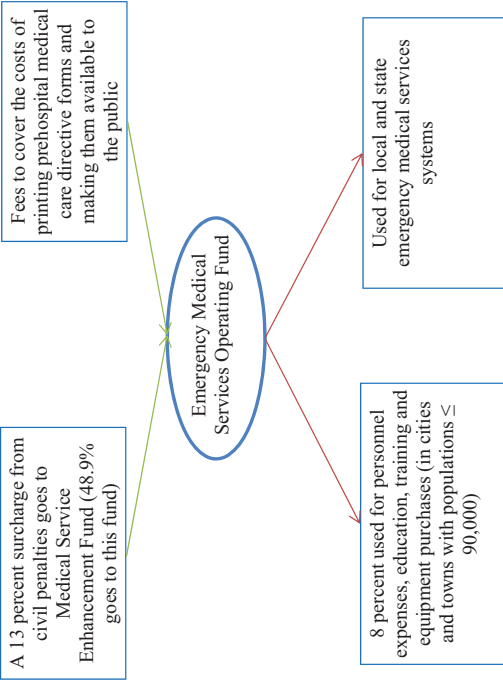 A 13 percent surcharge from
civil penalties goes to
Medical Service
Enhancement Fund (48.9%
goes to this fund)
Fees to cover the costs of
printing prehospital medical
care directive forms and
making them available to
the public
Emergency Medical
Services Operating Fund
8 percent used for personnel
expenses, education, training and
equipment purchases (in cities
and towns with populations ≤
90,000)
Used for local and state
emergency medical services
systems